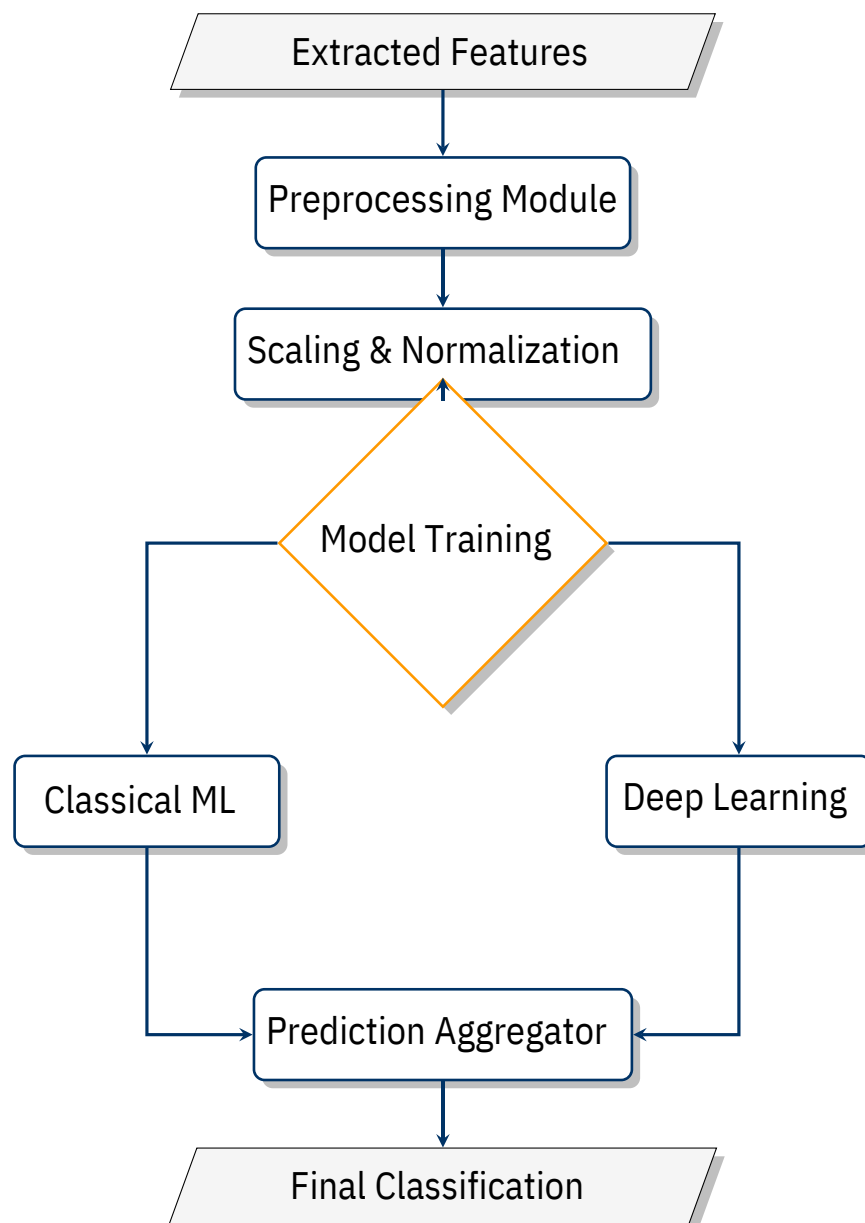 Extracted Features
Preprocessing Module
Scaling & Normalization
Model Training
Classical ML
Deep Learning
Prediction Aggregator
Final Classification